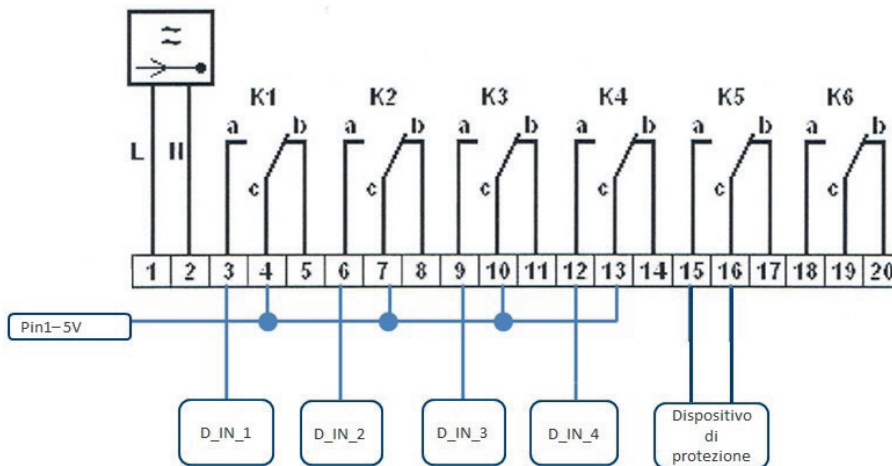 ≈
K1 K2 K3 K4 K5 K6
a b a b a b a b a b a b
L II
c c c c c c
1 2 3 4 5 6 7 8 9 10 11 12 13 14 15 16 17 18 19 20
Pin1–5V
D_IN_1 D_IN_2 D_IN_3 D_IN_4
Dispositivo
di
protezione